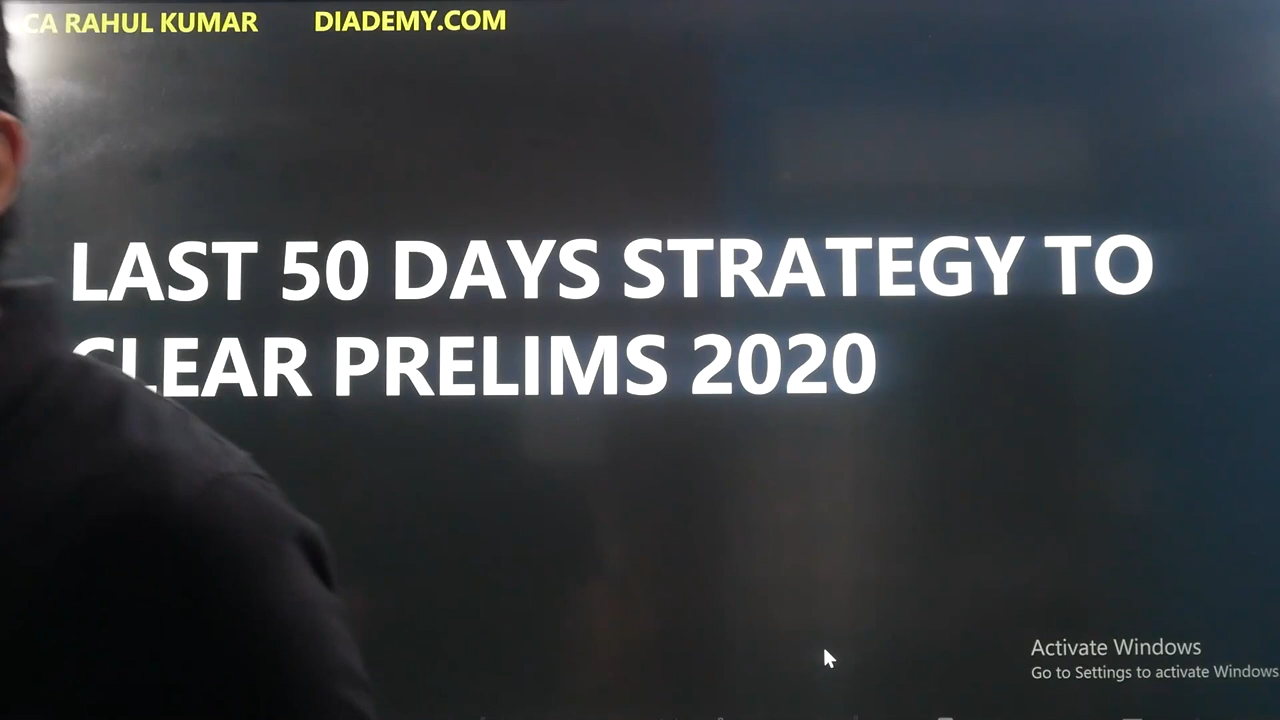 CA RAHUL KUMAR DIADEMY.COM
LAST 50 DAYS STRATEGY TO
CLEAR PRELIMS 2020
Activate Windows
Go to Settings to activate Windows